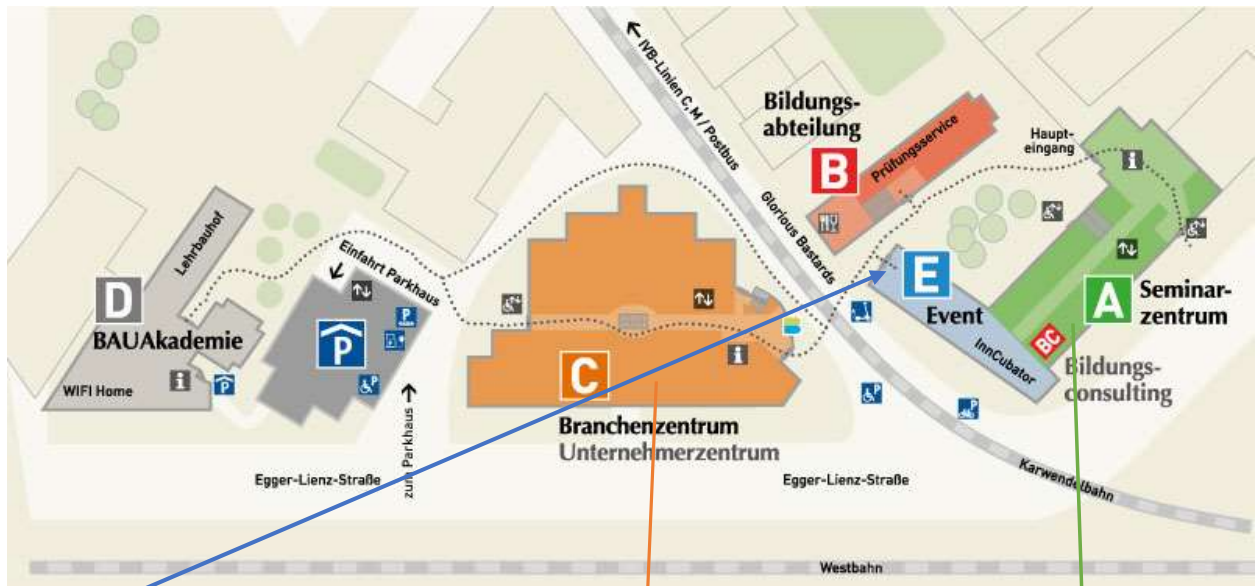 IVB-Linien C, M / Postbus
Bildungs-
abteilung
B
Prüfungsservice
Haupt-
eingang
i
Glorious Bastards
Lehrbauhof
Einfahrt Parkhaus
D
BAUAkademie
WIFI Home
i
P
P
P
P
zum Parkhaus
C
i
Branchenzentrum
Unternehmerzentrum
E
Event
InnCubator
A
Seminar-
zentrum
BC
Bildungs-
consulting
P
P
Egger-Lienz-Straße
Egger-Lienz-Straße
Karwendelbahn
Westbahn